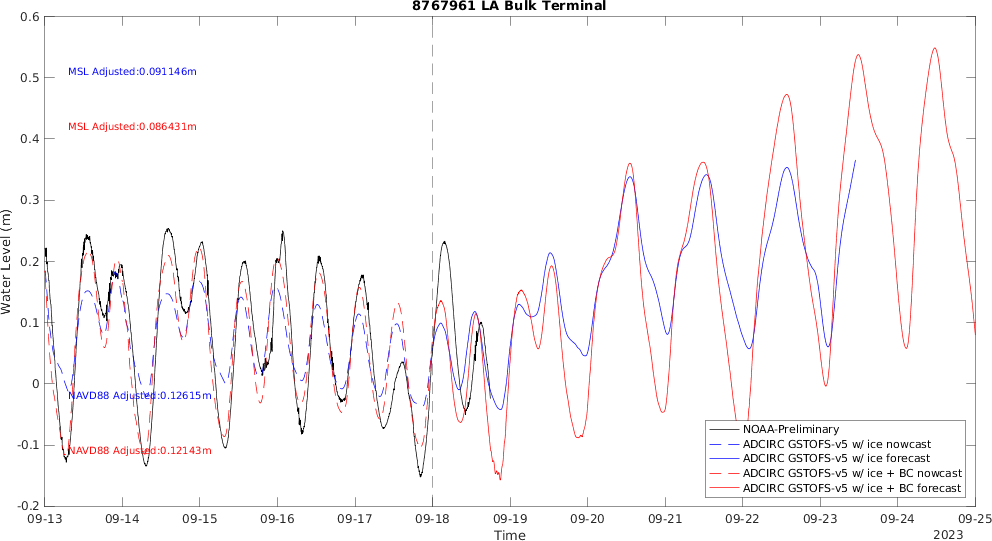 8767961 LA Bulk Terminal
0.6
0.5
0.4
0.3
0.2
0.1
0
-0.1
-0.2
Water Level (m)
MSL Adjusted:0.091146m
MSL Adjusted:0.086431m
NAVD88 Adjusted:0.12615m
NAVD88 Adjusted:0.12143m
NOAA-Preliminary
ADCIRC GSTOFS-v5 w/ ice nowcast
ADCIRC GSTOFS-v5 w/ ice forecast
ADCIRC GSTOFS-v5 w/ ice + BC nowcast
ADCIRC GSTOFS-v5 w/ ice + BC forecast
09-13 09-14 09-15 09-16 09-17 09-18 09-19 09-20 09-21 09-22 09-23 09-24 09-25
Time
2023